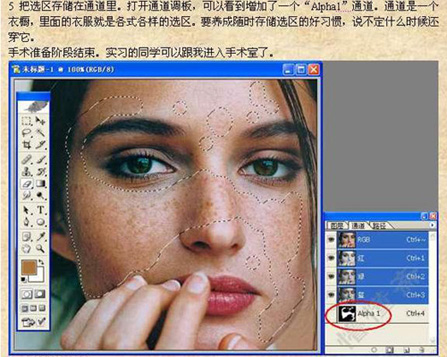 5 把选区存储在通道里。打开通道调板，可以看到增加了一个“Alpha1”通道。通道是一个
衣橱，里面的衣服就是各式各样的选区。要养成随时存储选区的好习惯，说不定什么时候还
穿它。
手术准备阶段结束。实习的同学可以跟我进入手术室了。
未标题-1 @ 100%(RGB/8)
图层 通道 路径
RGB Ctrl+~
红 Ctrl+1
绿 Ctrl+2
蓝 Ctrl+3
Alpha 1 Ctrl+4